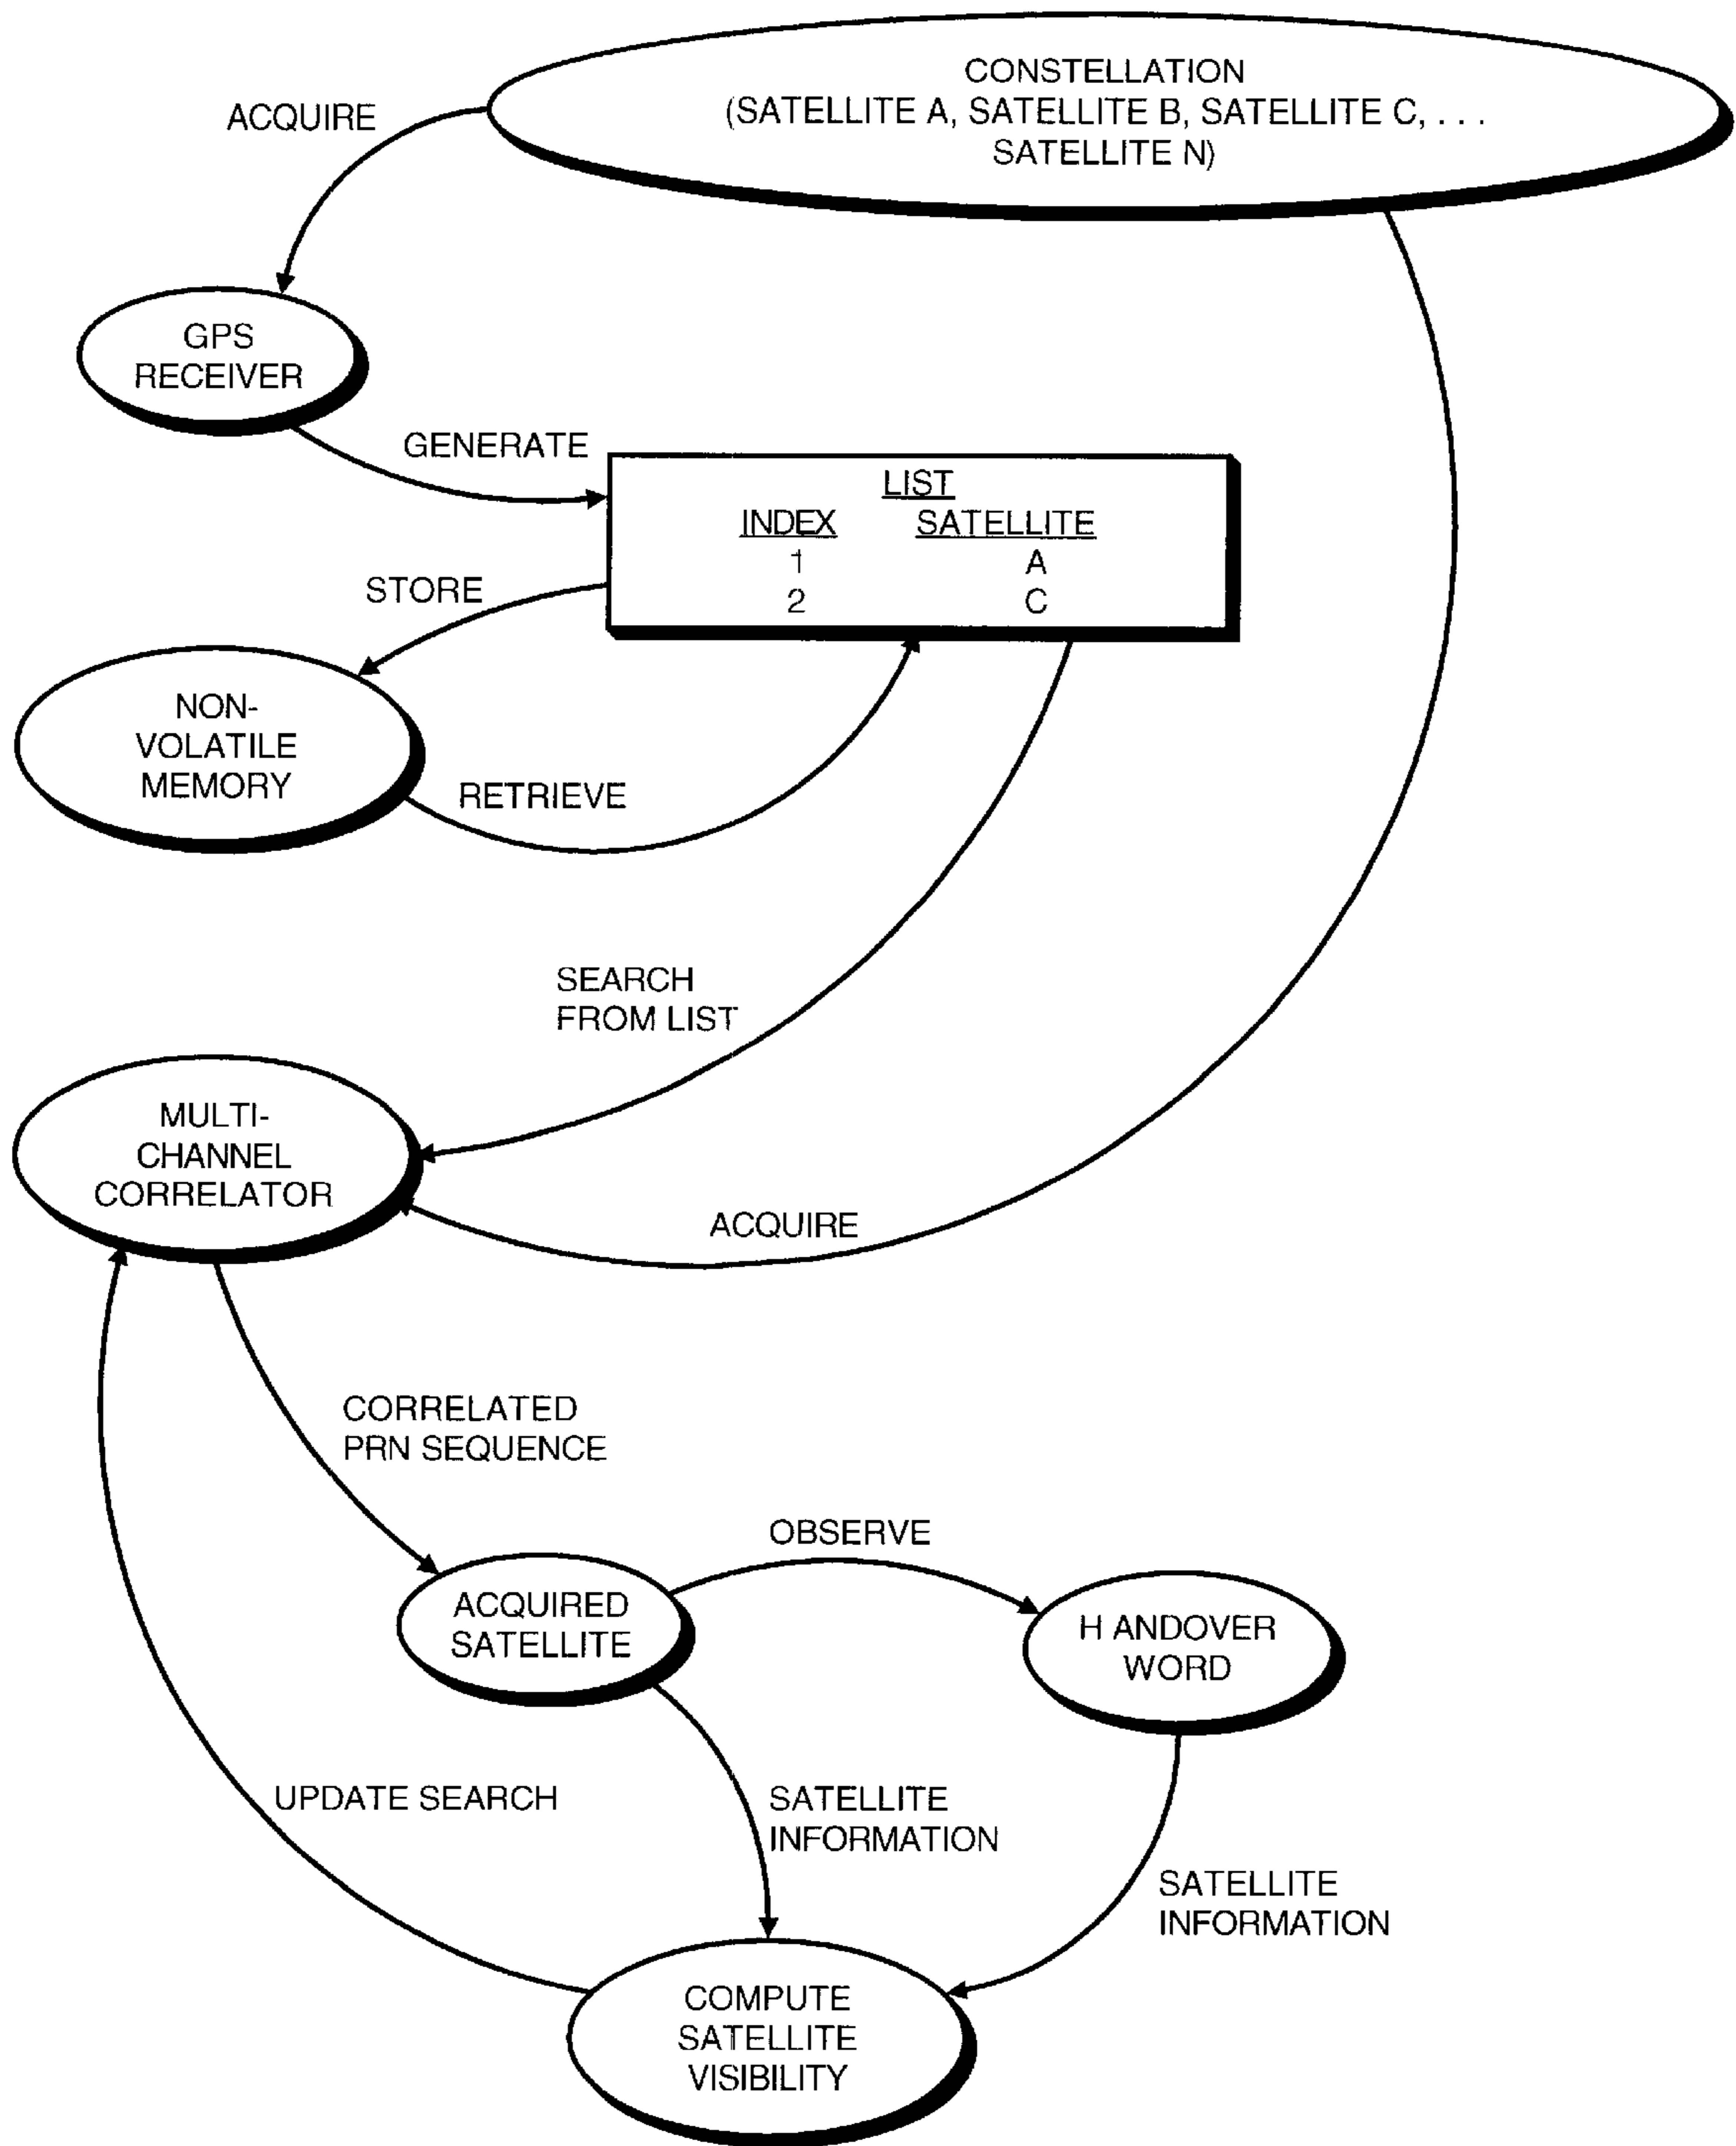 CONSTELLATION
(SATELLITE A, SATELLITE B, SATELLITE C, . . .
SATELLITE N)
ACQUIRE
GPS
RECEIVER
GENERATE
LIST
INDEX SATELLITE
1 A
2 C
STORE
NON-
VOLATILE
MEMORY
RETRIEVE
SEARCH
FROM LIST
MULTI-
CHANNEL
CORRELATOR
ACQUIRE
CORRELATED
PRN SEQUENCE
OBSERVE
ACQUIRED
SATELLITE
H ANDOVER
WORD
UPDATE SEARCH
SATELLITE
INFORMATION
SATELLITE
INFORMATION
COMPUTE
SATELLITE
VISIBILITY